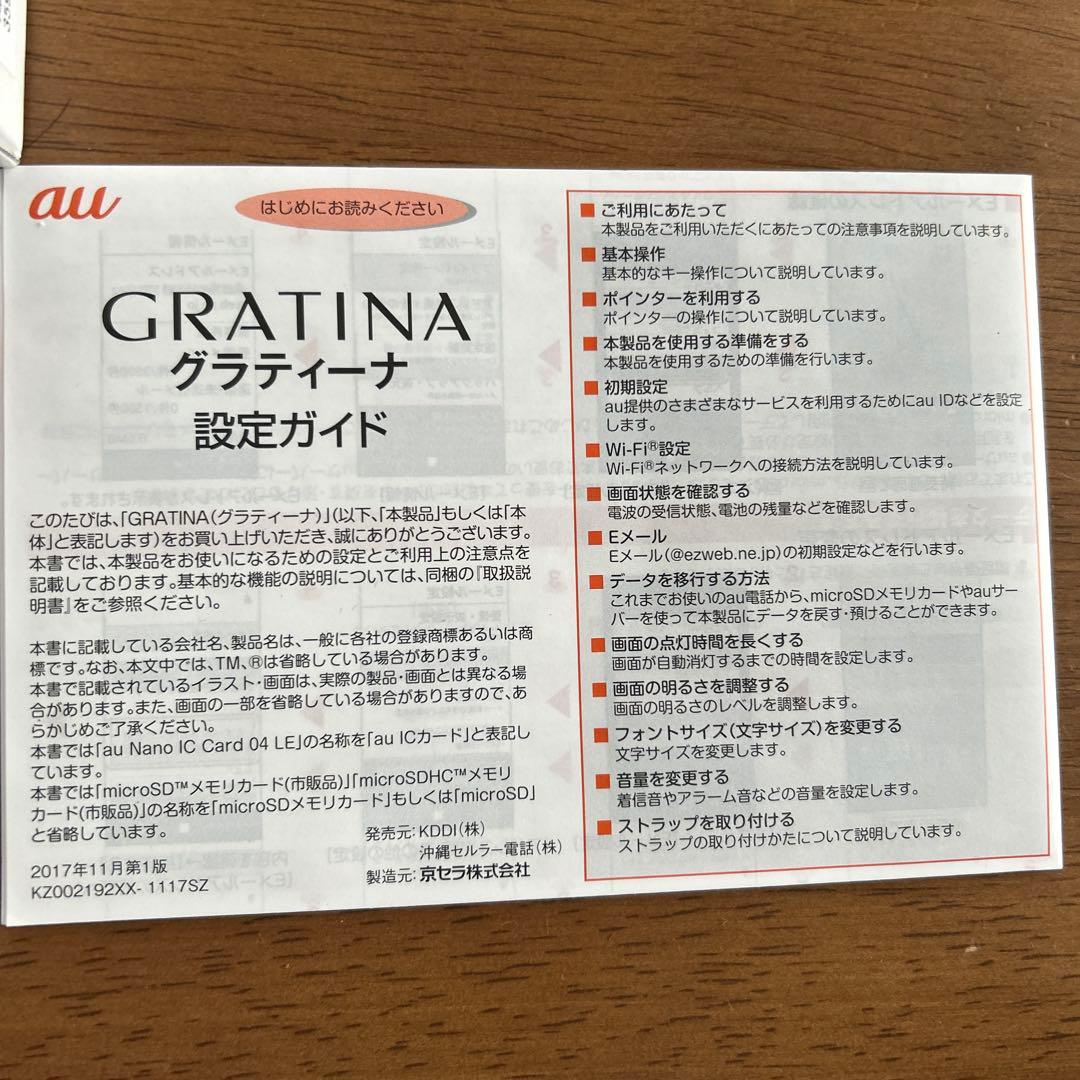 au
はじめにお読みください
GRATINA
グラティーナ
設定ガイド
このたびは、「GRATINA(グラティーナ)」(以下、「本製品」もしくは「本
体」と表記します)をお買い上げいただき、誠にありがとうございます。
本書では、本製品をお使いになるための設定とご利用上の注意点を
記載しております。基本的な機能の説明については、同梱の『取扱説
明書』をご参照ください。
本書に記載している会社名、製品名は、一般に各社の登録商標あるいは商
標です。なお、本文中では、TM、®は省略している場合があります。
本書で記載されているイラスト・画面は、実際の製品・画面とは異なる場
合があります。また、画面の一部を省略している場合がありますので、あ
らかじめご了承ください。
本書では「au Nano IC Card 04 LE」の名称を「au ICカード」と表記し
ています。
本書では「microSD™メモリカード(市販品)」「microSDHC™メモリ
カード(市販品)」の名称を「microSDメモリカード」もしくは「microSD」
と省略しています。
発売元:KDDI(株)
沖縄セルラー電話(株)
製造元:京セラ株式会社
2017年11月第1版
KZ002192XX- 1117SZ
■ ご利用にあたって
本製品をご利用いただくにあたっての注意事項を説明しています。
■ 基本操作
基本的なキー操作について説明しています。
■ ポインターを利用する
ポインターの操作について説明しています。
■ 本製品を使用する準備をする
本製品を使用するための準備を行います。
■ 初期設定
au提供のさまざまなサービスを利用するためにau IDなどを設定
します。
■ Wi-Fi®設定
Wi-Fi®ネットワークへの接続方法を説明しています。
■ 画面状態を確認する
電波の受信状態、電池の残量などを確認します。
■ Eメール
Eメール(@ezweb.ne.jp)の初期設定などを行います。
■ データを移行する方法
これまでお使いのau電話から、microSDメモリカードやauサー
バーを使って本製品にデータを戻す・預けることができます。
■ 画面の点灯時間を長くする
画面が自動消灯するまでの時間を設定します。
■ 画面の明るさを調整する
画面の明るさのレベルを調整します。
■ フォントサイズ(文字サイズ)を変更する
文字サイズを変更します。
■ 音量を変更する
着信音やアラーム音などの音量を設定します。
■ ストラップを取り付ける
ストラップの取り付けかたについて説明しています。